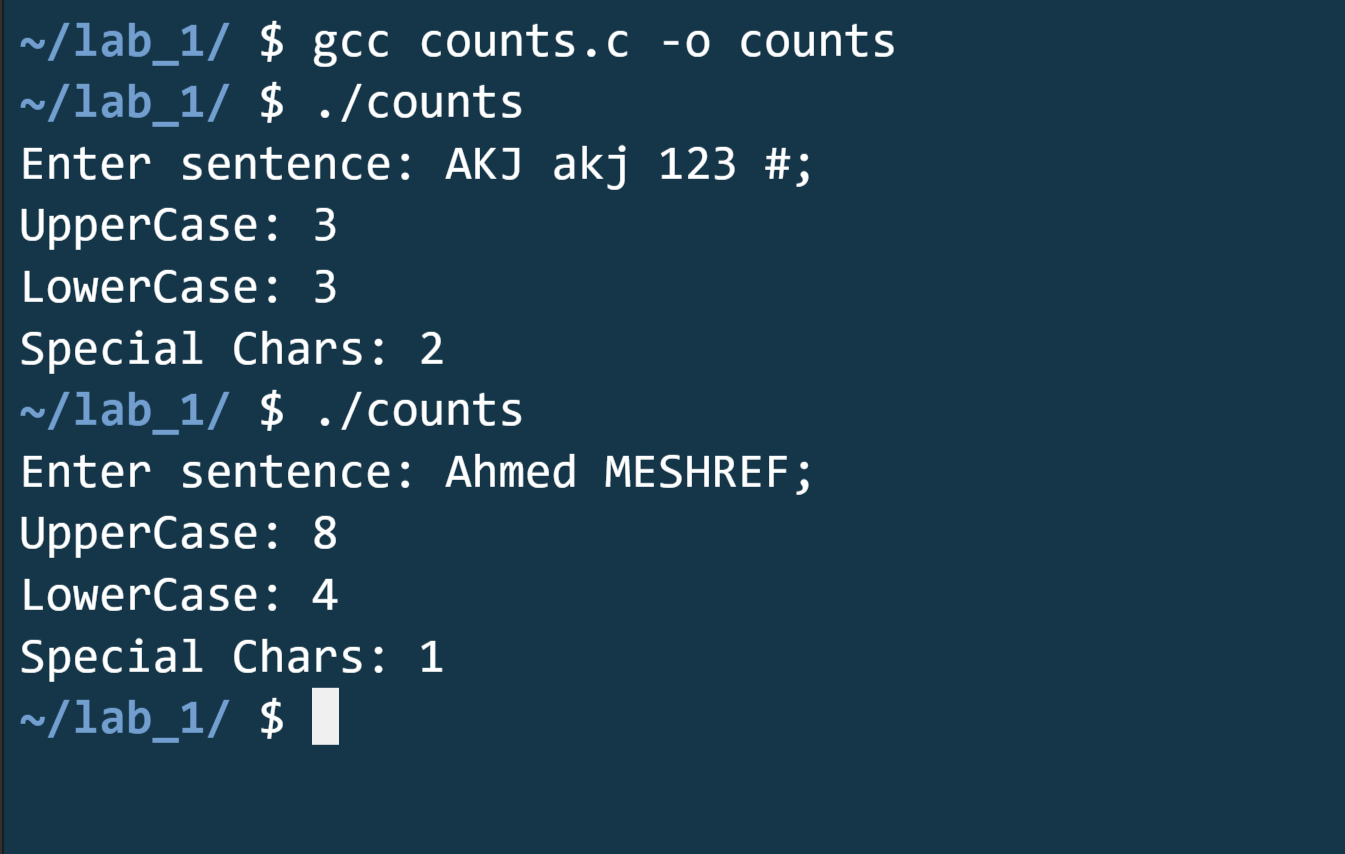 ~/lab_1/ $ gcc counts.c -o counts
~/lab_1/ $ ./counts
Enter sentence: AKJ akj 123 #;
UpperCase: 3
LowerCase: 3
Special Chars: 2
~/lab_1/ $ ./counts
Enter sentence: Ahmed MESHREF;
UpperCase: 8
LowerCase: 4
Special Chars: 1
~/lab_1/ $